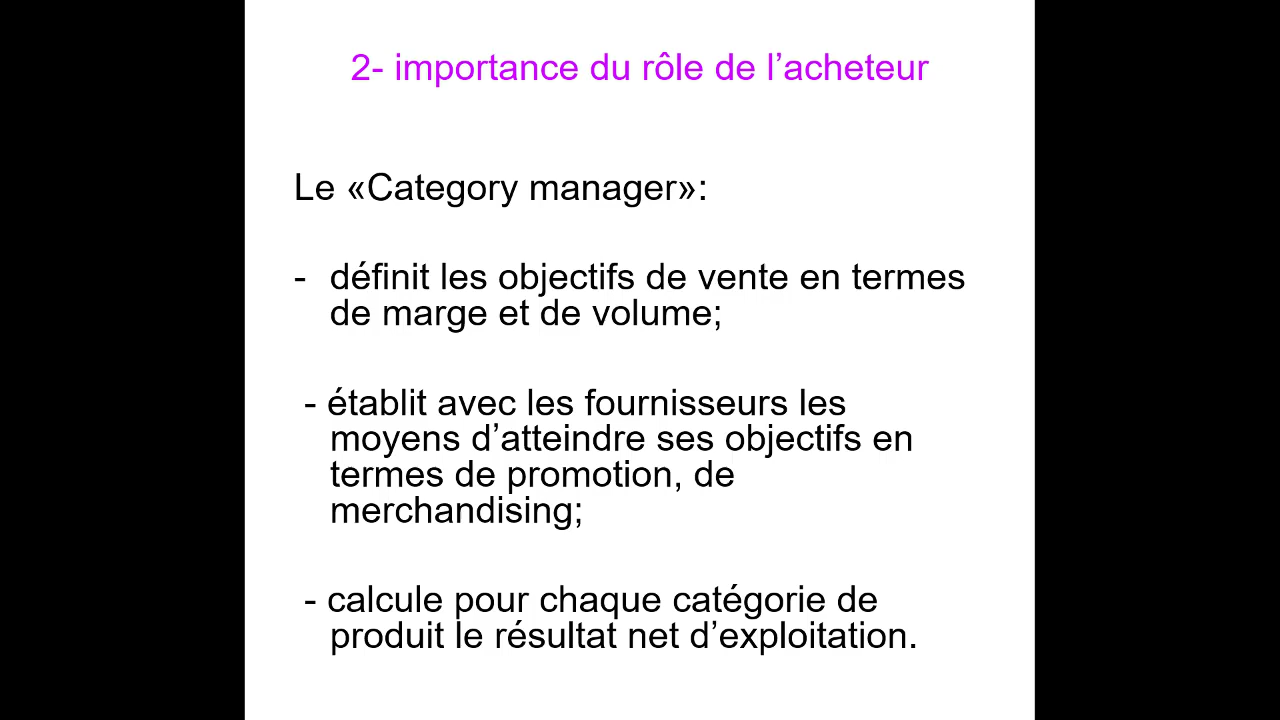 2- importance du rôle de l’acheteur
Le «Category manager»:
- définit les objectifs de vente en termes
de marge et de volume;
- établit avec les fournisseurs les
moyens d’atteindre ses objectifs en
termes de promotion, de
merchandising;
- calcule pour chaque catégorie de
produit le résultat net d’exploitation.